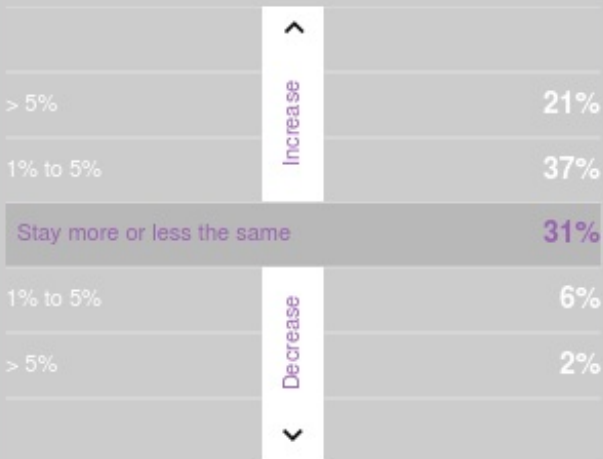 > 5%
21%
Increase
1% to 5%
37%
Stay more or less the same
31%
1% to 5%
6%
Decrease
> 5%
2%